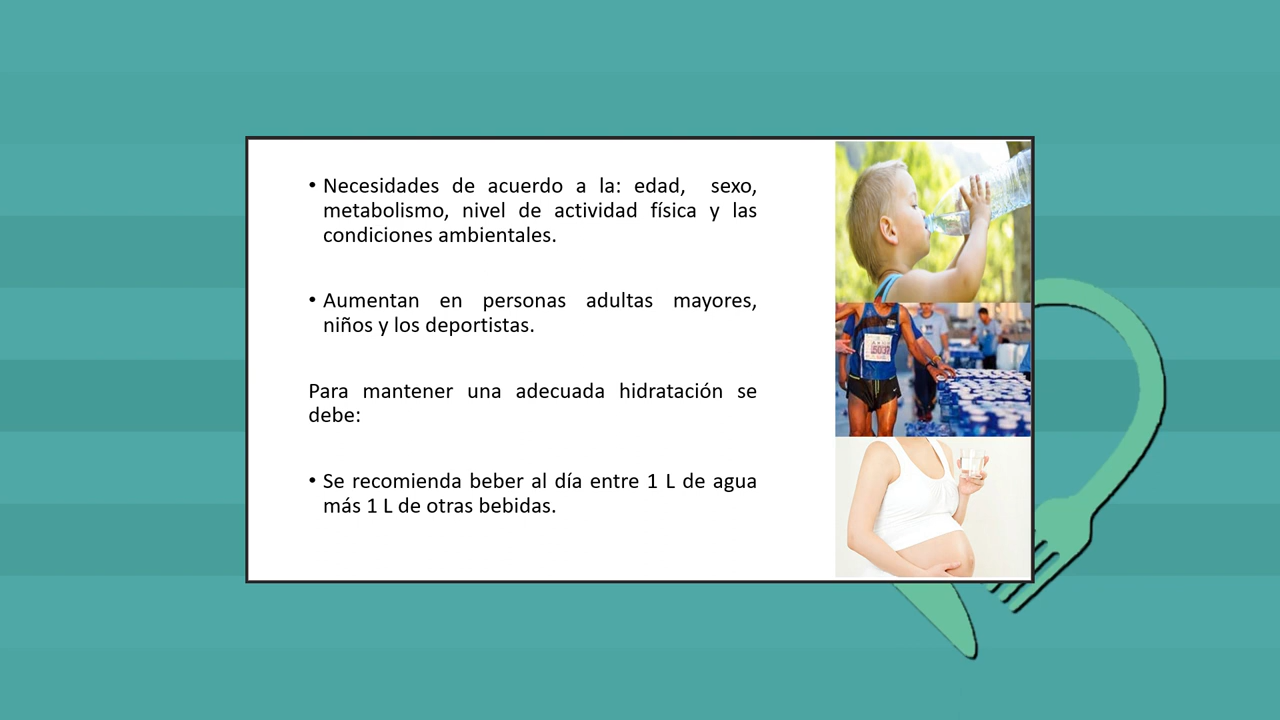 • Necesidades de acuerdo a la: edad, sexo,
metabolismo, nivel de actividad física y las
condiciones ambientales.
• Aumentan en personas adultas mayores,
niños y los deportistas.
Para mantener una adecuada hidratación se
debe:
• Se recomienda beber al día entre 1 L de agua
más 1 L de otras bebidas.